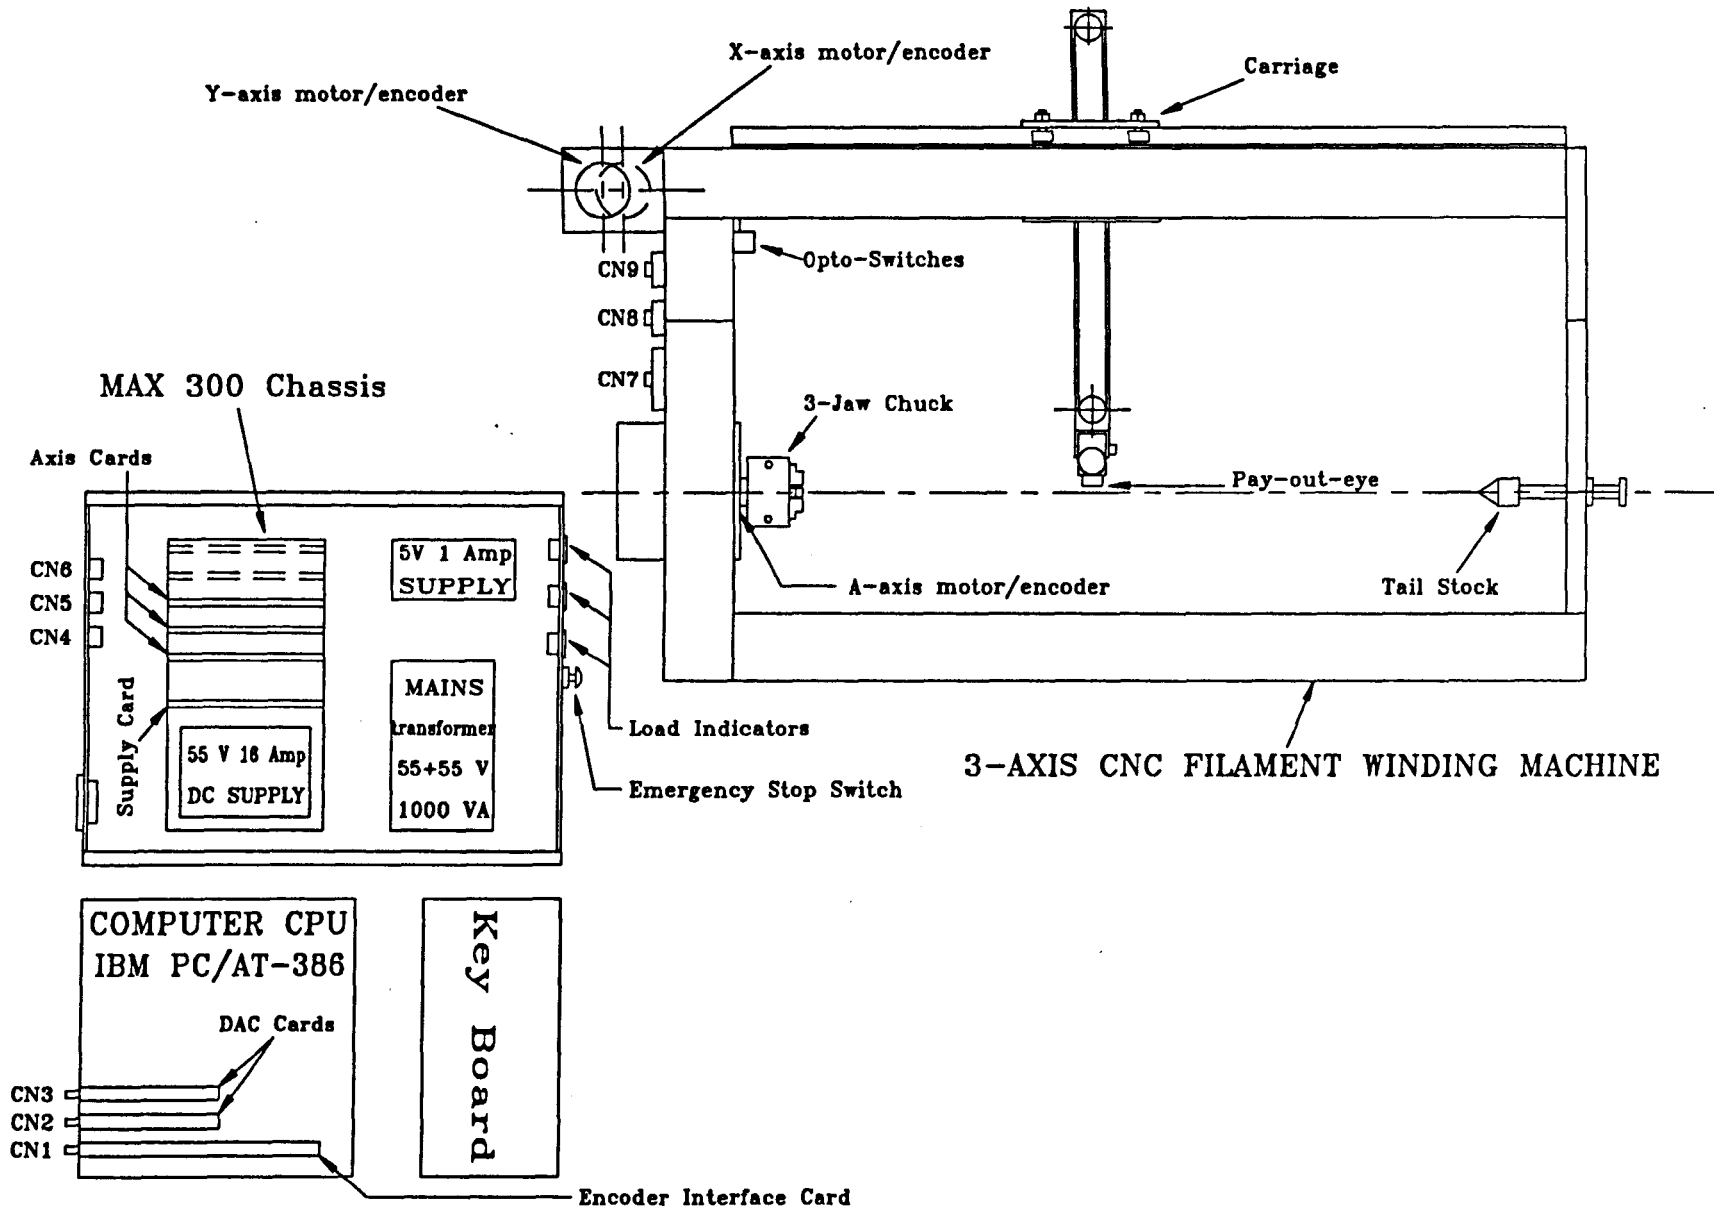 X-axis motor/encoder
Y-axis motor/encoder
Carriage
Opto-Switches
CN9
CN8
CN7
MAX 300 Chassis
3-Jaw Chuck
Axis Cards
Pay-out-eye
5V 1 Amp
SUPPLY
CN6
CN5
CN4
A-axis motor/encoder
Tail Stock
Supply Card
MAINS
transformer
55+55 V
1000 VA
55 V 16 Amp
DC SUPPLY
Load Indicators
Emergency Stop Switch
3-AXIS CNC FILAMENT WINDING MACHINE
COMPUTER CPU
IBM PC/AT-386
Key Board
DAC Cards
CN3
CN2
CN1
Encoder Interface Card